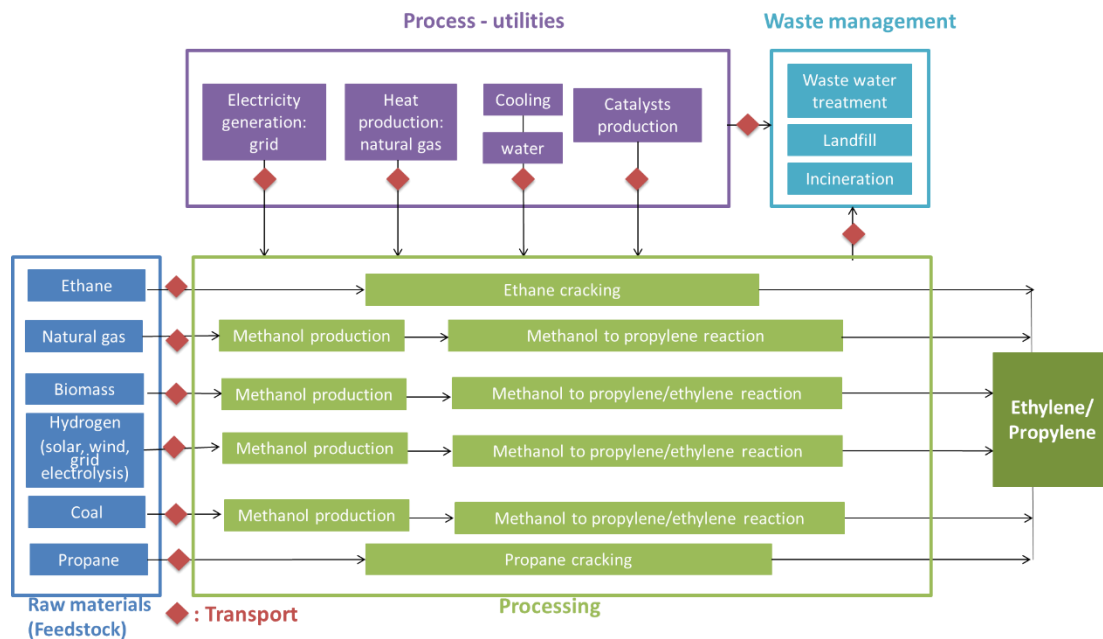 Process - utilities
Waste management
Electricity
generation:
grid
Heat
production:
natural gas
Cooling
water
Catalysts
production
Waste water
treatment
Landfill
Incineration
Ethane
Ethane cracking
Natural gas
Methanol production
Methanol to propylene reaction
Biomass
Methanol production
Methanol to propylene/ethylene reaction
Hydrogen
(solar, wind,
grid
electrolysis)
Methanol production
Methanol to propylene/ethylene reaction
Coal
Methanol production
Methanol to propylene/ethylene reaction
Propane
Propane cracking
Ethylene/
Propylene
Raw materials
(Feedstock)
: Transport
Processing